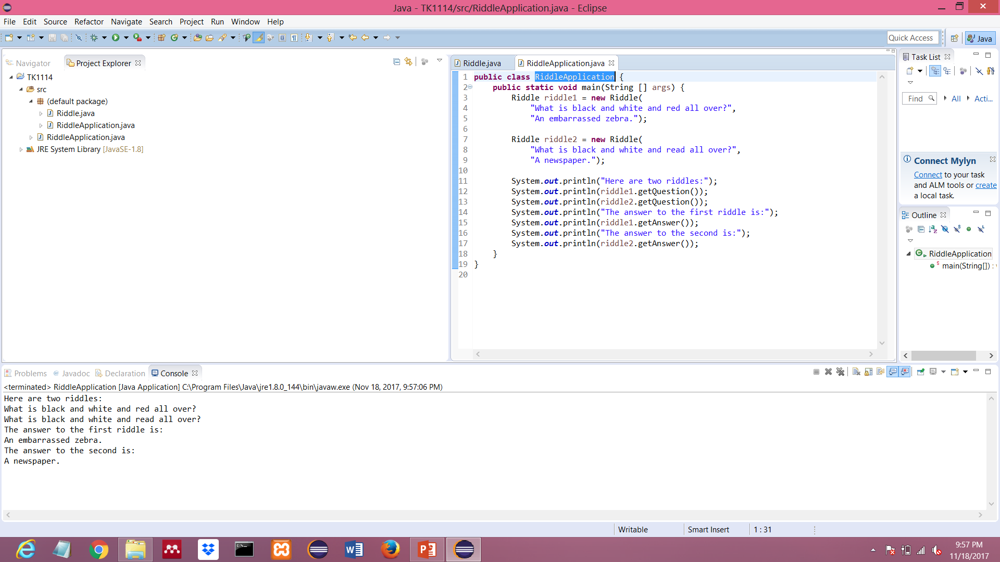 Java - TK1114/src/RiddleApplication.java - Eclipse
File Edit Source Refactor Navigate Search Project Run Window Help
Quick Access
Java
Navigator
Project Explorer
TK1114
src
(default package)
Riddle.java
RiddleApplication.java
RiddleApplication.java
JRE System Library [JavaSE-1.8]
Riddle.java
RiddleApplication.java
1 public class RiddleApplication {
2 public static void main(String [] args) {
3 Riddle riddle1 = new Riddle(
4 "What is black and white and red all over?",
5 "An embarrassed zebra.");
6
7 Riddle riddle2 = new Riddle(
8 "What is black and white and read all over?",
9 "A newspaper.");
10
11 System.out.println("Here are two riddles:");
12 System.out.println(riddle1.getQuestion());
13 System.out.println(riddle2.getQuestion());
14 System.out.println("The answer to the first riddle is:");
15 System.out.println(riddle1.getAnswer());
16 System.out.println("The answer to the second is:");
17 System.out.println(riddle2.getAnswer());
18 }
19 }
20
Task List
Find All Acti...
Connect Mylyn
Connect to your task
and ALM tools or create
a local task.
Outline
RiddleApplication
main(String[]) :
Problems @ Javadoc Declaration Console
<terminated> RiddleApplication [Java Application] C:\Program Files\Java\jre1.8.0_144\bin\javaw.exe (Nov 18, 2017, 9:57:06 PM)
Here are two riddles:
What is black and white and red all over?
What is black and white and read all over?
The answer to the first riddle is:
An embarrassed zebra.
The answer to the second is:
A newspaper.
Writable Smart Insert 1 : 31
9:57 PM
11/18/2017